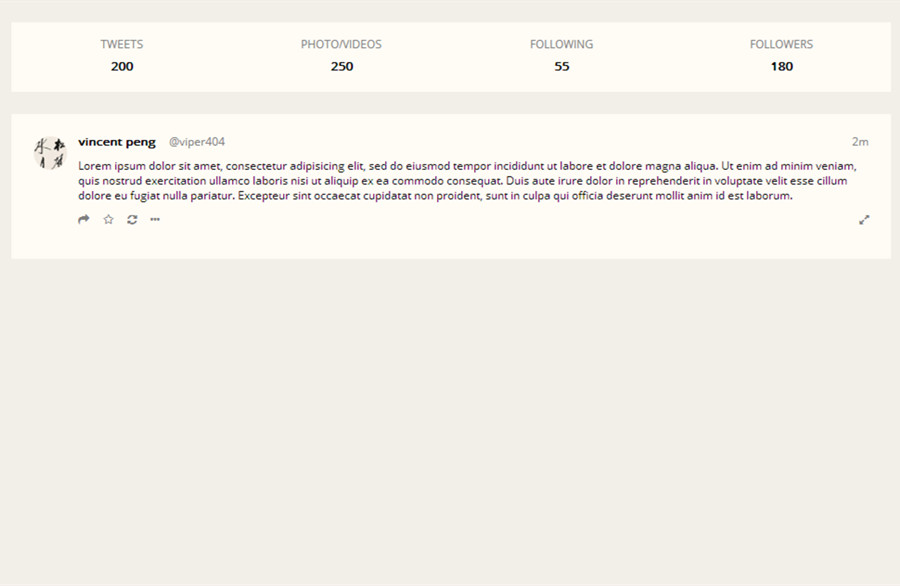 TWEETS PHOTO/VIDEOS FOLLOWING FOLLOWERS
200 250 55 180
vincent peng @viper404 2m
Lorem ipsum dolor sit amet, consectetur adipisicing elit, sed do eiusmod tempor incididunt ut labore et dolore magna aliqua. Ut enim ad minim veniam,
quis nostrud exercitation ullamco laboris nisi ut aliquip ex ea commodo consequat. Duis aute irure dolor in reprehenderit in voluptate velit esse cillum
dolore eu fugiat nulla pariatur. Excepteur sint occaecat cupidatat non proident, sunt in culpa qui officia deserunt mollit anim id est laborum.